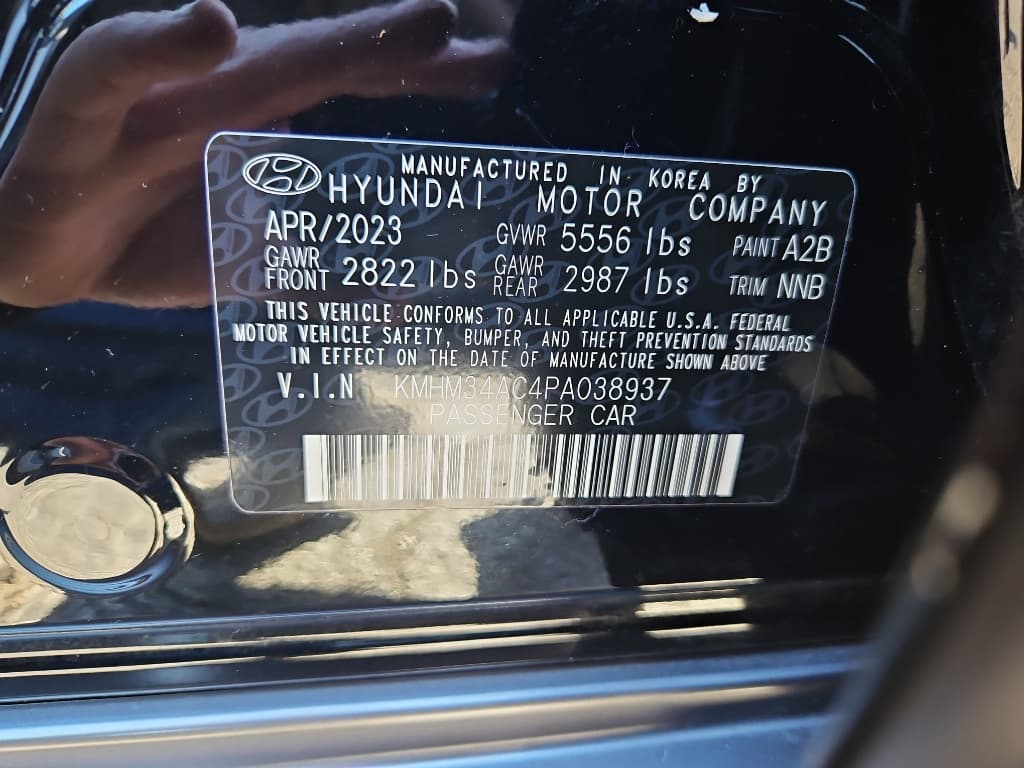 MANUFACTURED IN KOREA BY
HYUNDAI MOTOR COMPANY
APR/2023 GVWR 5556 lbs PAINT A2B
GAWR FRONT 2822 lbs GAWR REAR 2987 lbs TRIM NNB
THIS VEHICLE CONFORMS TO ALL APPLICABLE U.S.A. FEDERAL
MOTOR VEHICLE SAFETY, BUMPER, AND THEFT PREVENTION STANDARDS
IN EFFECT ON THE DATE OF MANUFACTURE SHOWN ABOVE
V.I.N KMHM34AC4PA038937
PASSENGER CAR